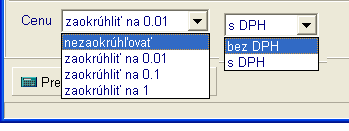 Cenu zaokrúhliť na 0.01 s DPH
nezaokrúhľovať
zaokrúhliť na 0.01
zaokrúhliť na 0.1
zaokrúhliť na 1
bez DPH
s DPH